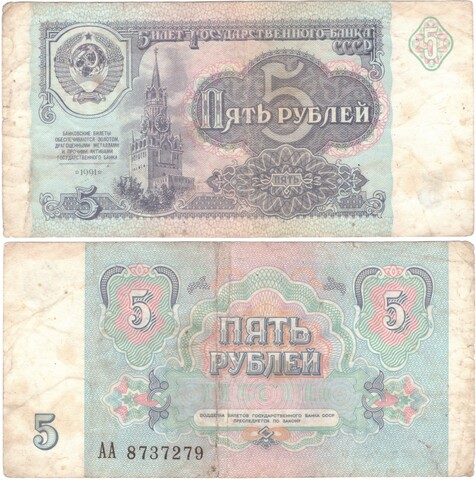 Билет Государственного Банка
СССР
5
5
Пять рублей
БАНКОВСКИЕ БИЛЕТЫ
ОБЕСПЕЧИВАЮТСЯ ЗОЛОТОМ,
ДРАГОЦЕННЫМИ МЕТАЛЛАМИ
И ПРОЧИМИ АКТИВАМИ
ГОСУДАРСТВЕННОГО БАНКА
*1991*
5
ПЯТЬ
5
5
ПЯТЬ
РУБЛЕЙ
ПОДДЕЛКА БИЛЕТОВ ГОСУДАРСТВЕННОГО БАНКА СССР
ПРЕСЛЕДУЕТСЯ ПО ЗАКОНУ
5
АА 8737279